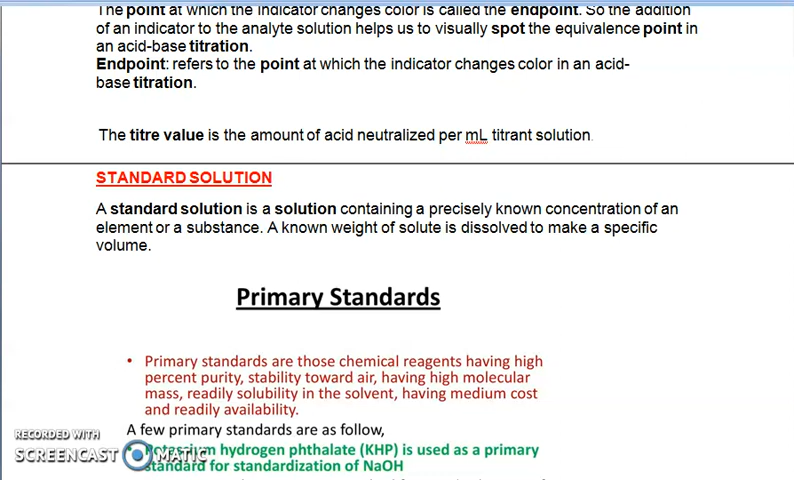 The point at which the indicator changes color is called the endpoint. So the addition
of an indicator to the analyte solution helps us to visually spot the equivalence point in
an acid-base titration.
Endpoint: refers to the point at which the indicator changes color in an acid-
base titration.
The titre value is the amount of acid neutralized per mL titrant solution.
STANDARD SOLUTION
A standard solution is a solution containing a precisely known concentration of an
element or a substance. A known weight of solute is dissolved to make a specific
volume.
Primary Standards
• Primary standards are those chemical reagents having high
percent purity, stability toward air, having high molecular
mass, readily solubility in the solvent, having medium cost
and readily availability.
A few primary standards are as follow,
• Potassium hydrogen phthalate (KHP) is used as a primary
standard for standardization of NaOH
RECORDED WITH
SCREENCAST MATIC